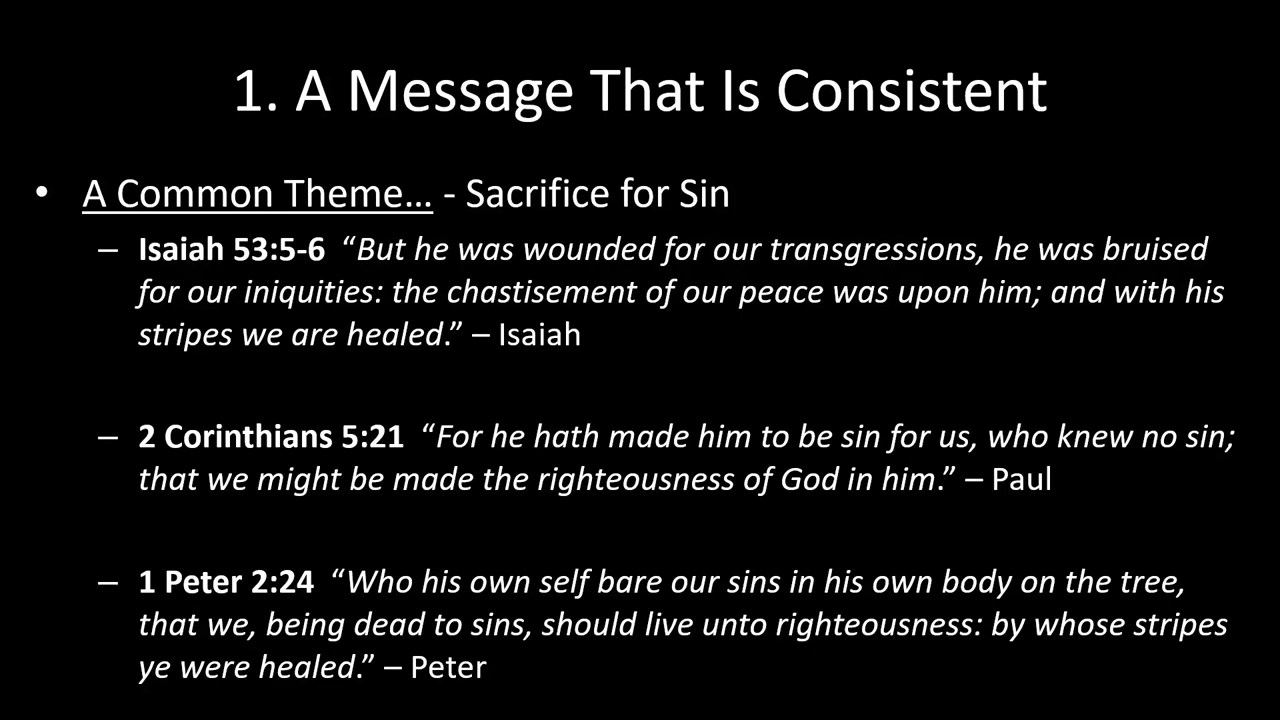 1. A Message That Is Consistent
• A Common Theme... - Sacrifice for Sin
– Isaiah 53:5-6 “But he was wounded for our transgressions, he was bruised
for our iniquities: the chastisement of our peace was upon him; and with his
stripes we are healed.” – Isaiah
– 2 Corinthians 5:21 “For he hath made him to be sin for us, who knew no sin;
that we might be made the righteousness of God in him.” – Paul
– 1 Peter 2:24 “Who his own self bare our sins in his own body on the tree,
that we, being dead to sins, should live unto righteousness: by whose stripes
ye were healed.” – Peter